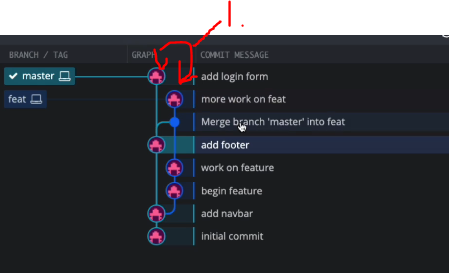 1.
BRANCH / TAG GRAPH COMMIT MESSAGE
master add login form
feat more work on feat
Merge branch 'master' into feat
add footer
work on feature
begin feature
add navbar
initial commit